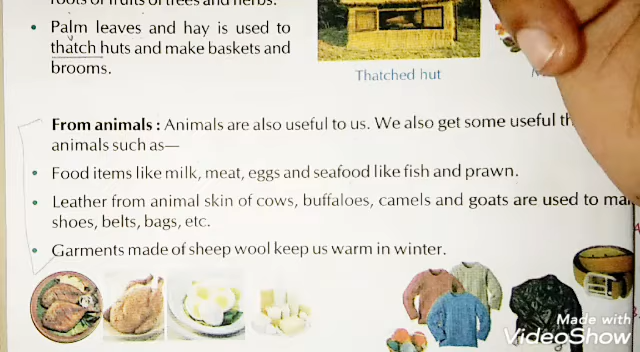 roots of fruits of trees and herbs.
• Palm leaves and hay is used to
thatch huts and make baskets and
brooms.
Thatched hut
From animals : Animals are also useful to us. We also get some useful
animals such as—
• Food items like milk, meat, eggs and seafood like fish and prawn.
• Leather from animal skin of cows, buffaloes, camels and goats are used to
shoes, belts, bags, etc.
• Garments made of sheep wool keep us warm in winter.
Made with
VideoShow